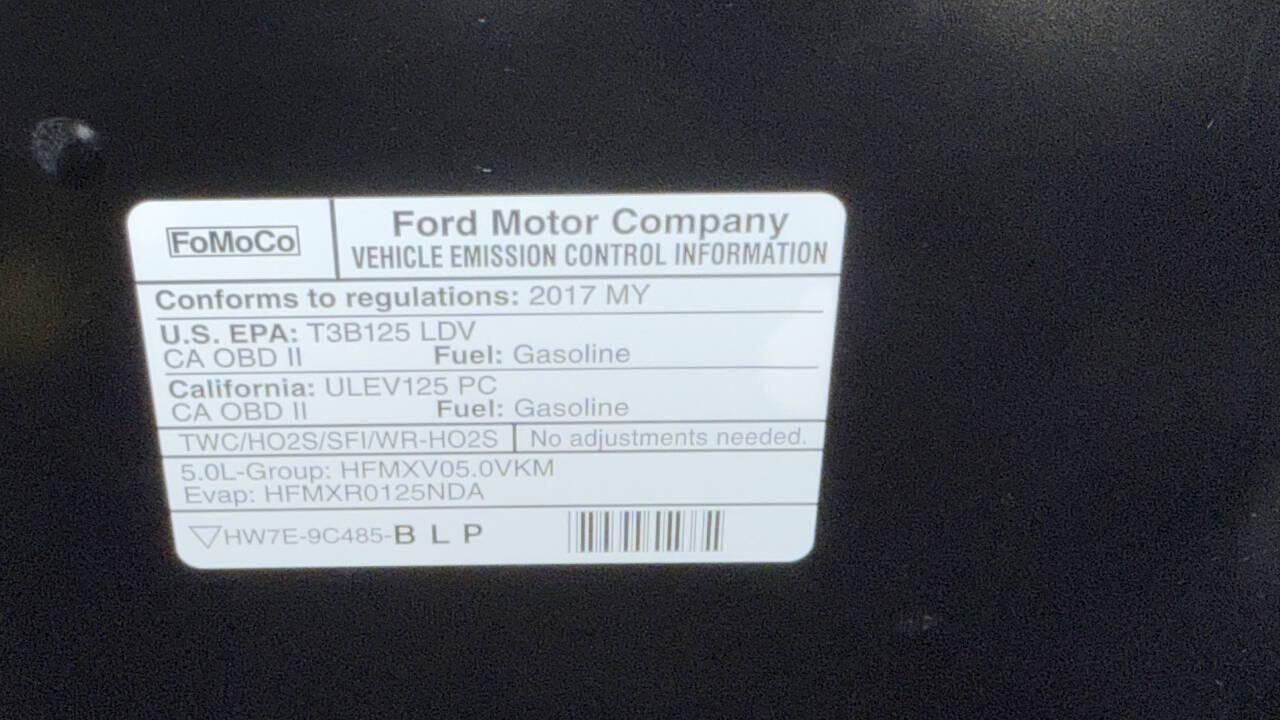 FoMoCo
Ford Motor Company
VEHICLE EMISSION CONTROL INFORMATION
Conforms to regulations: 2017 MY
U.S. EPA: T3B125 LDV
CA OBD II Fuel: Gasoline
California: ULEV125 PC
CA OBD II Fuel: Gasoline
TWC/HO2S/SFI/WR-HO2S No adjustments needed.
5.0L-Group: HFMXV05.0VKM
Evap: HFMXR0125NDA
HW7E-9C485-B L P